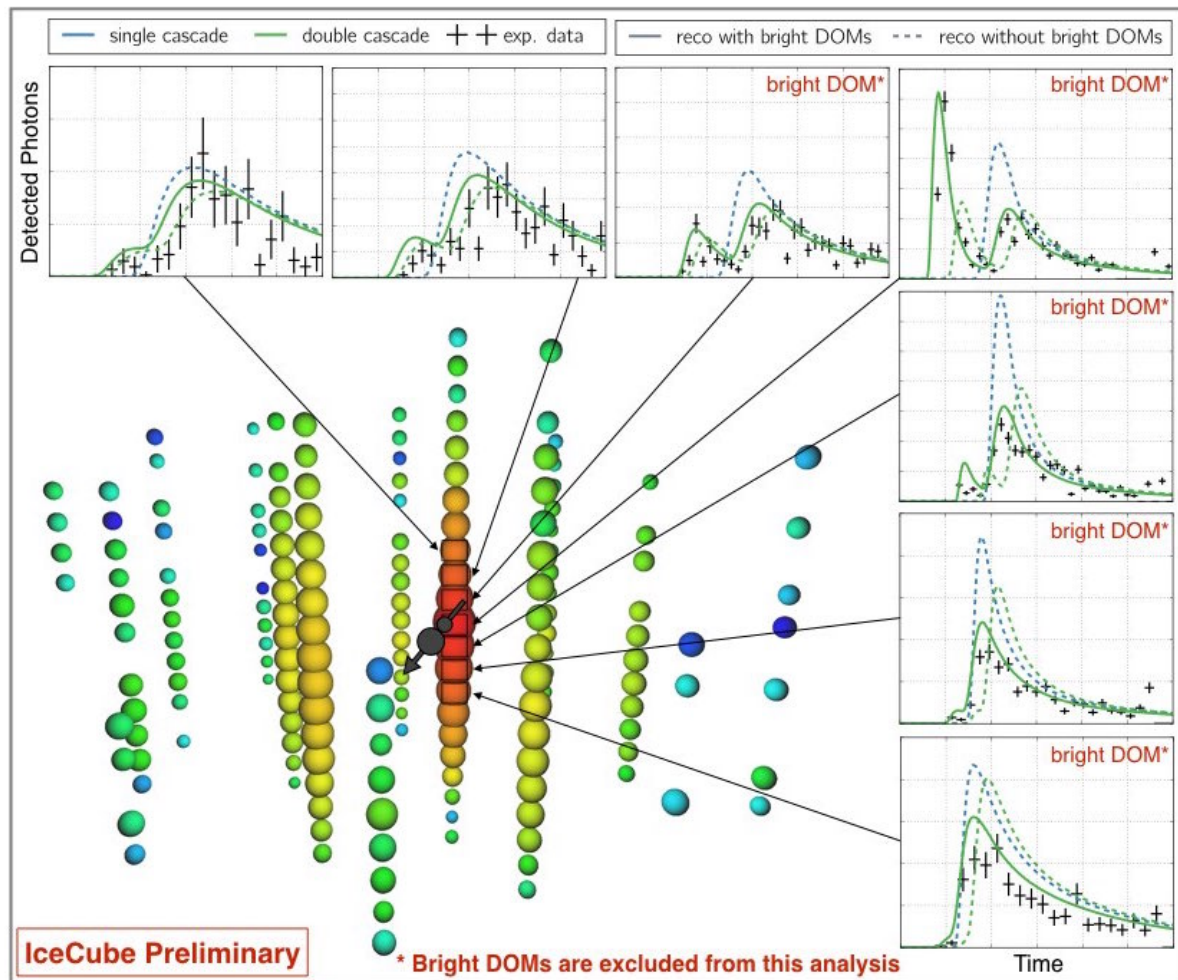 single cascade double cascade exp. data
reco with bright DOMs reco without bright DOMs
Detected Photons
bright DOM*
bright DOM*
bright DOM*
bright DOM*
bright DOM*
IceCube Preliminary
* Bright DOMs are excluded from this analysis
Time